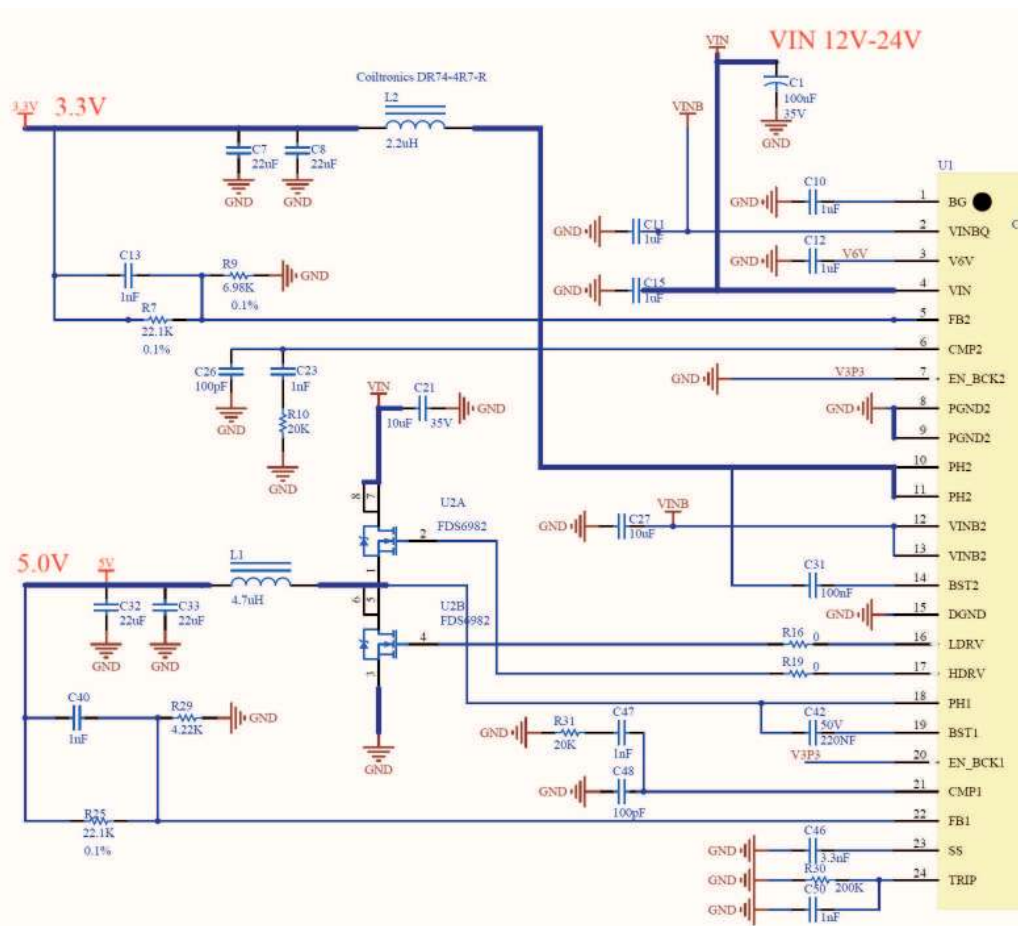 VIN
VIN 12V-24V
Coiltronics DR74-4R7-R
C1
100uF
35V
GND
3.3V
3.3V
L2
2.2uH
VINB
C7
22uF
C8
22uF
GND
GND
U1
C10
GND
1nF
1
BG
C11
GND
1uF
2
VINBQ
C12
GND
1uF
V6V
3
V6V
C15
GND
1uF
4
VIN
C13
1nF
R9
6.98K
0.1%
GND
R7
22.1K
0.1%
5
FB2
6
CMP2
C26
100pF
C23
1nF
GND
V3P3
7
EN_BCK2
R10
20K
GND
GND
VIN
C21
10uF
35V
GND
GND
8
PGND2
9
PGND2
10
PH2
11
PH2
8
7
U2A
FDS6982
2
1
VINB
C27
GND
10uF
12
VINB2
13
VINB2
5.0V
5V
L1
4.7uH
C31
100nF
14
BST2
C32
22uF
C33
22uF
GND
GND
6
5
U2B
FDS6982
4
3
GND
15
DGND
R16
0
16
LDRV
R19
0
17
HDRV
18
PH1
C40
1nF
R29
4.22K
GND
GND
C42
50V
220NF
19
BST1
GND
R31
20K
C47
1nF
V3P3
20
EN_BCK1
GND
C48
100pF
21
CMP1
R25
22.1K
0.1%
22
FB1
C46
GND
3.3nF
23
SS
R30
GND
200K
24
TRIP
C50
GND
1nF